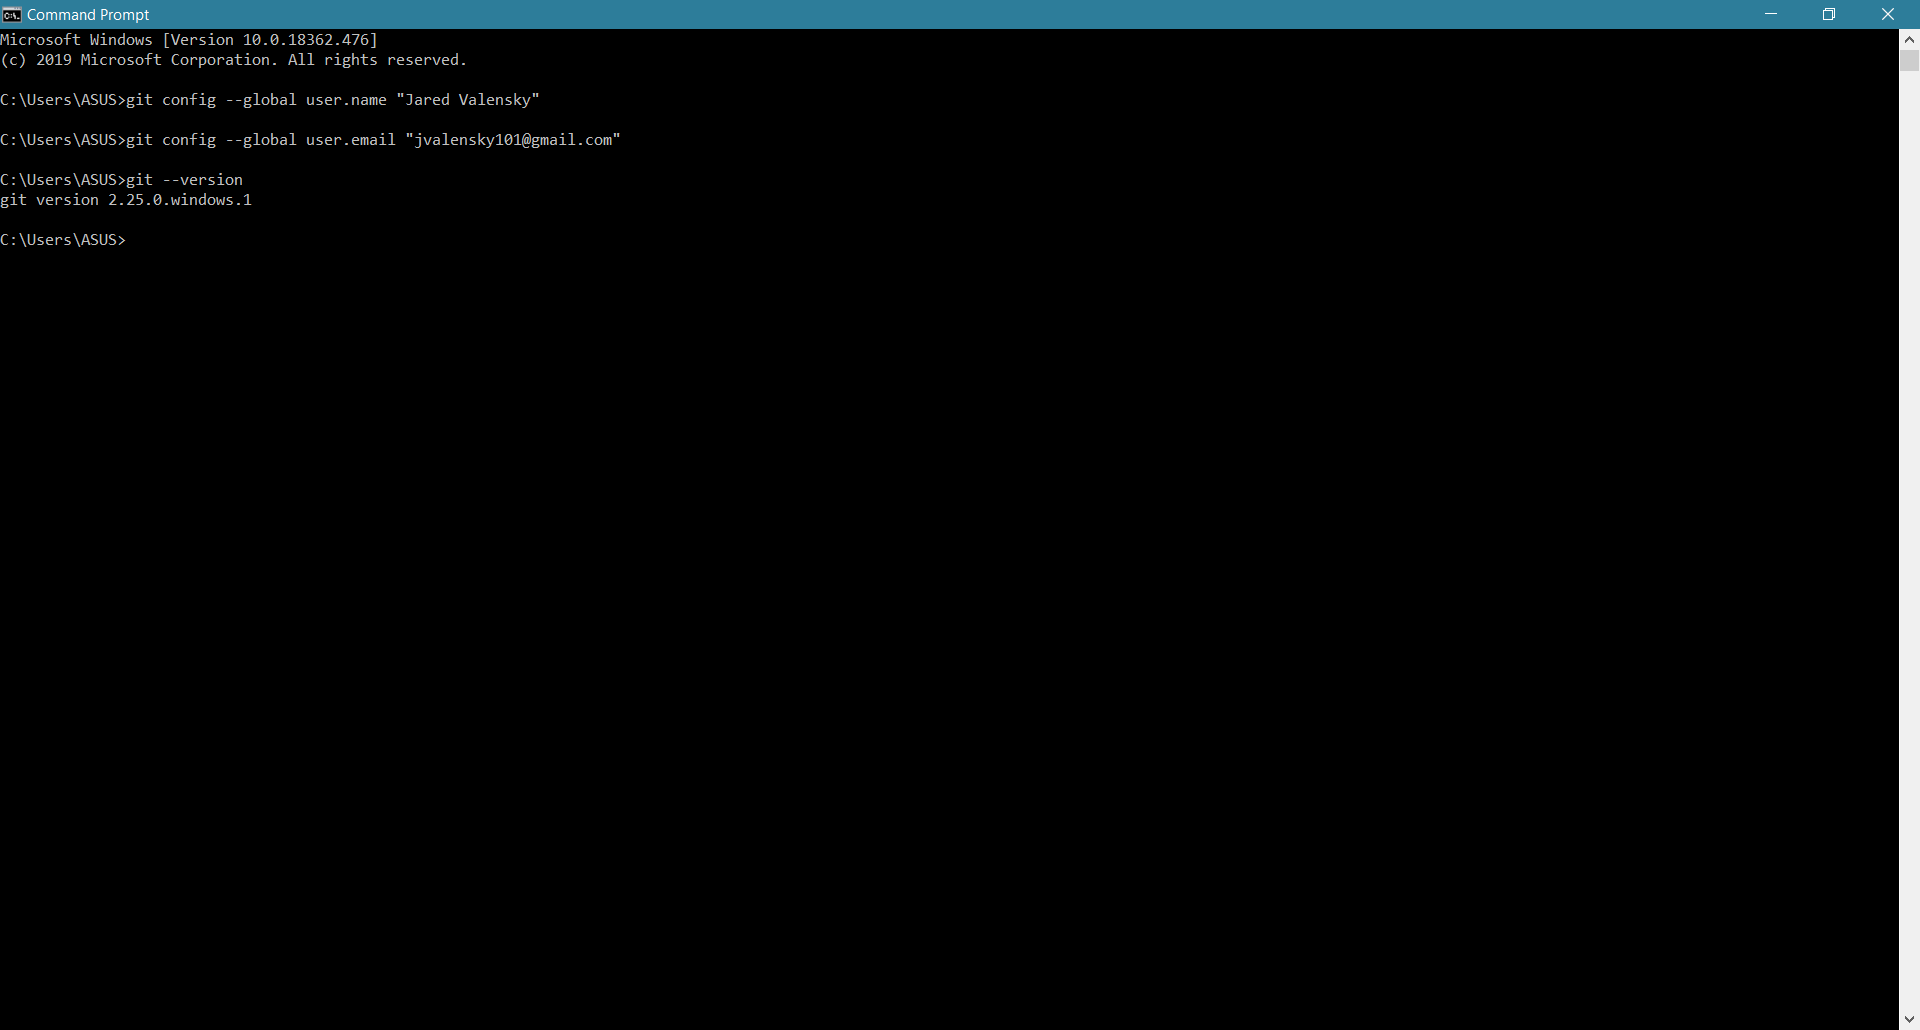 Command Prompt
Microsoft Windows [Version 10.0.18362.476]
(c) 2019 Microsoft Corporation. All rights reserved.
C:\Users\ASUS>git config --global user.name "Jared Valensky"
C:\Users\ASUS>git config --global user.email "jvalensky101@gmail.com"
C:\Users\ASUS>git --version
git version 2.25.0.windows.1
C:\Users\ASUS>